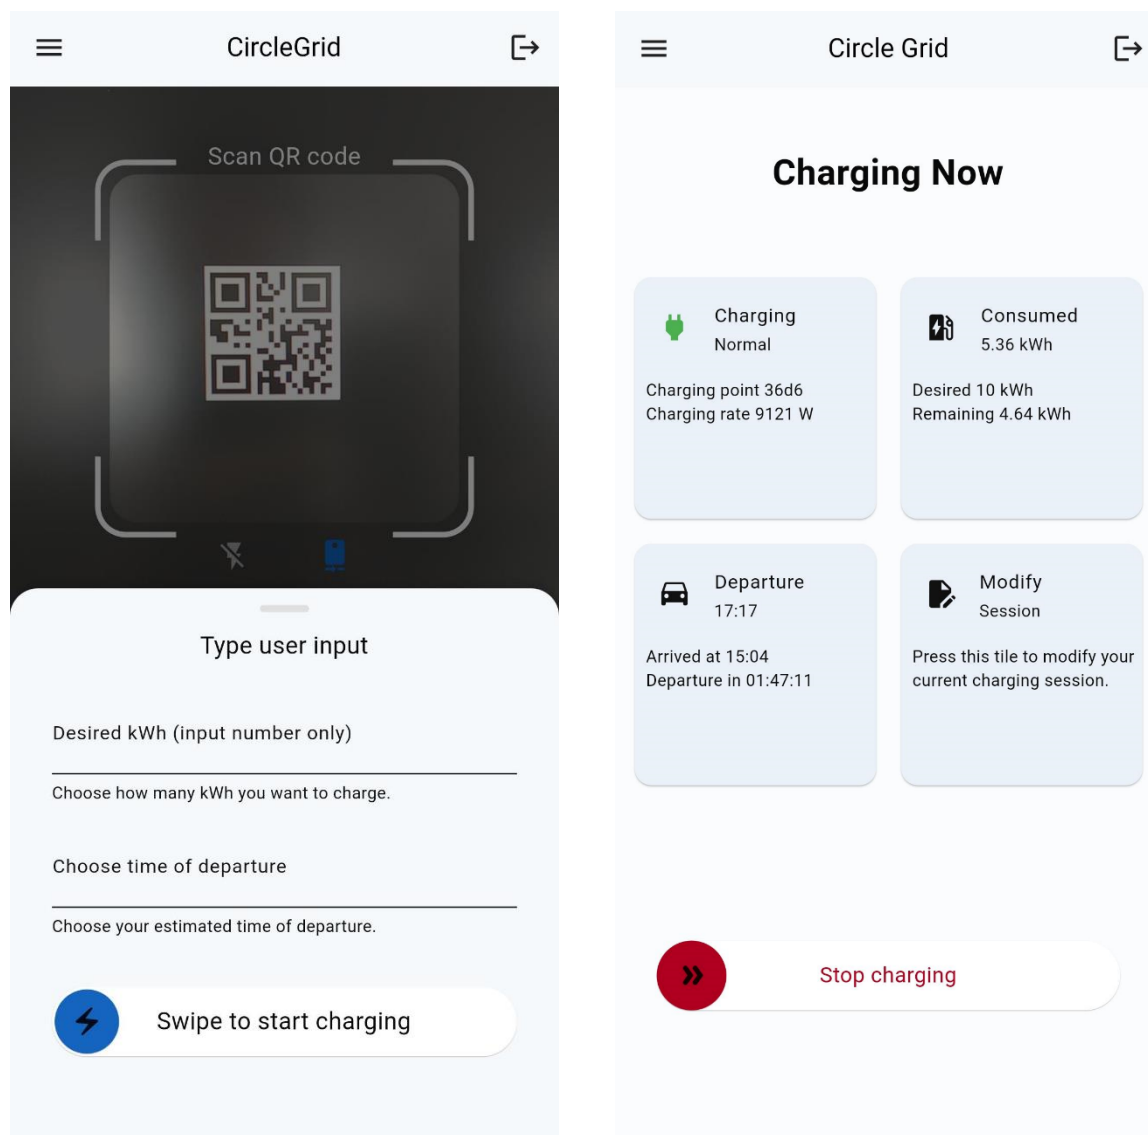 CircleGrid
Scan QR code
Type user input
Desired kWh (input number only)
Choose how many kWh you want to charge.
Choose time of departure
Choose your estimated time of departure.
Swipe to start charging
Circle Grid
Charging Now
Charging
Normal
Charging point 36d6
Charging rate 9121 W
Consumed
5.36 kWh
Desired 10 kWh
Remaining 4.64 kWh
Departure
17:17
Arrived at 15:04
Departure in 01:47:11
Modify
Session
Press this tile to modify your
current charging session.
Stop charging